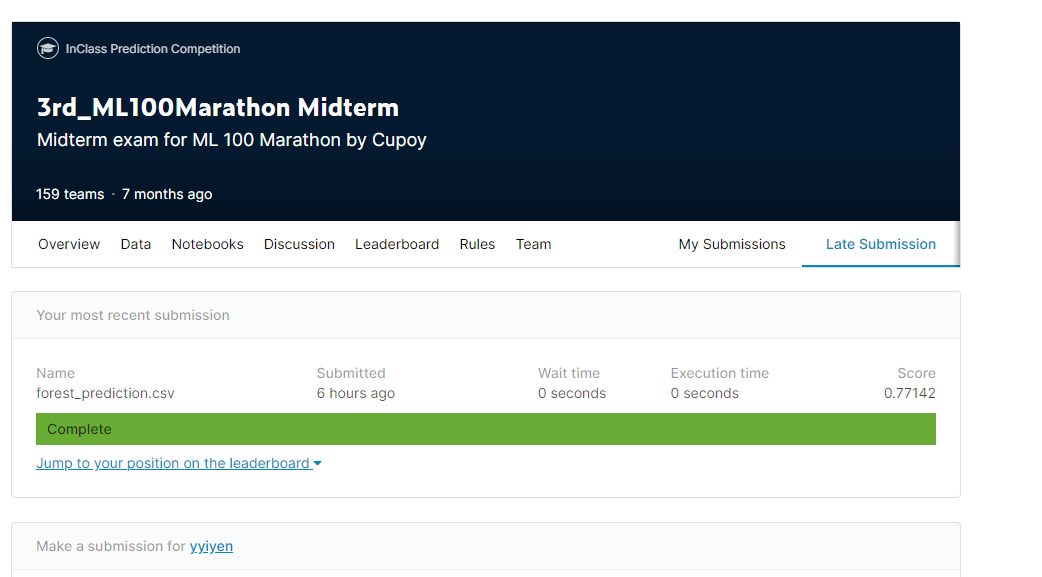 InClass Prediction Competition
3rd_ML100Marathon Midterm
Midterm exam for ML 100 Marathon by Cupoy
159 teams · 7 months ago
Overview Data Notebooks Discussion Leaderboard Rules Team My Submissions Late Submission
Your most recent submission
Name Submitted Wait time Execution time Score
forest_prediction.csv 6 hours ago 0 seconds 0 seconds 0.77142
Complete
Jump to your position on the leaderboard
Make a submission for yyiyen